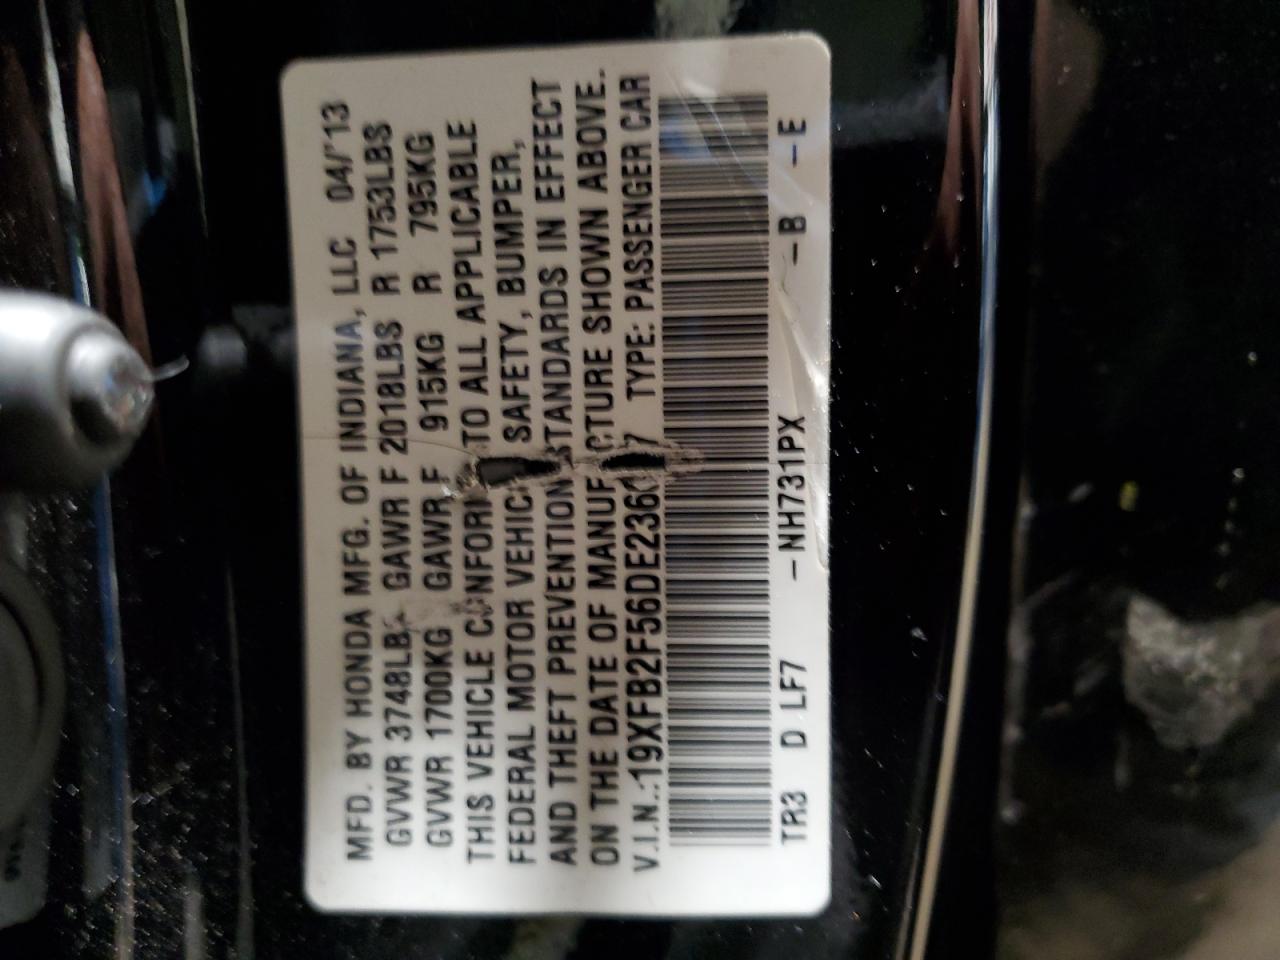 MFD. BY HONDA MFG. OF INDIANA, LLC 04/'13
GVWR 3748LBS GAWR F 2018LBS R 1753LBS
GVWR 1700KG GAWR F 915KG R 795KG
THIS VEHICLE CONFORMS TO ALL APPLICABLE
FEDERAL MOTOR VEHICLE SAFETY, BUMPER,
AND THEFT PREVENTION STANDARDS IN EFFECT
ON THE DATE OF MANUFACTURE SHOWN ABOVE.
V.I.N.: TYPE: PASSENGER CAR
TR3 D LF7 -NH731PX --B -E